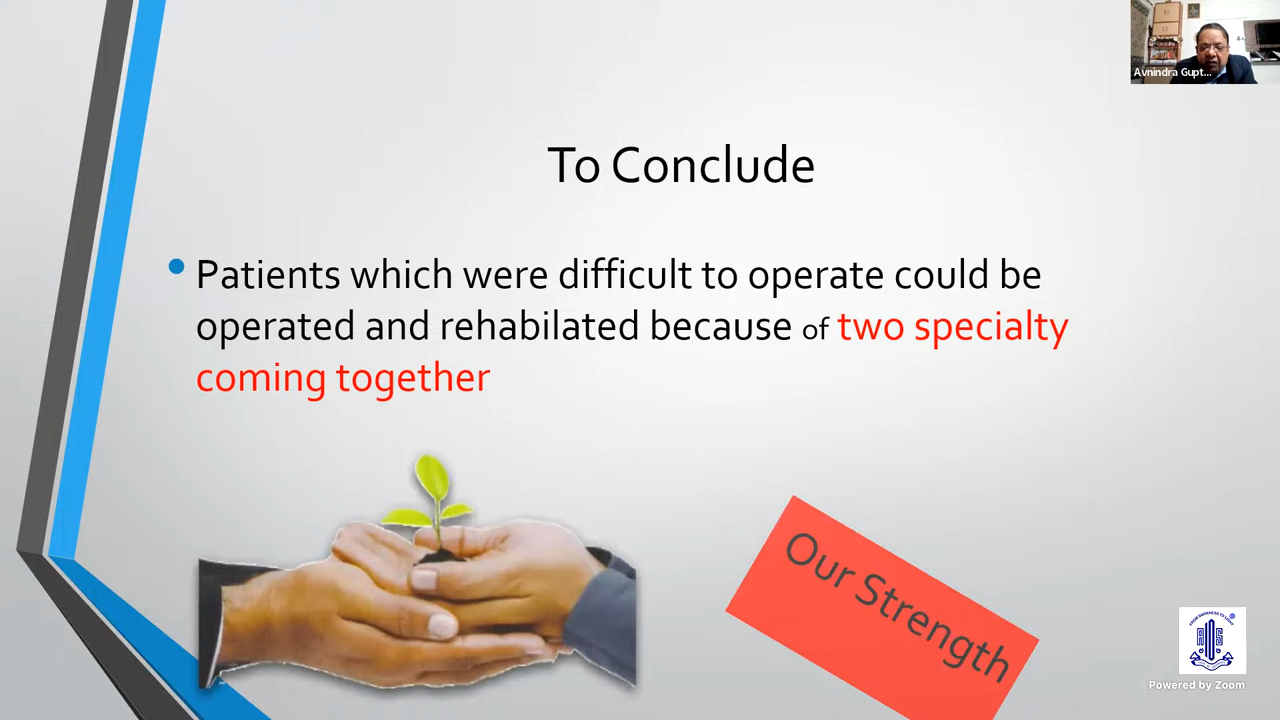 Avnindra Gupt...
To Conclude
• Patients which were difficult to operate could be
operated and rehabilated because of two specialty
coming together
Our Strength
Powered by Zoom